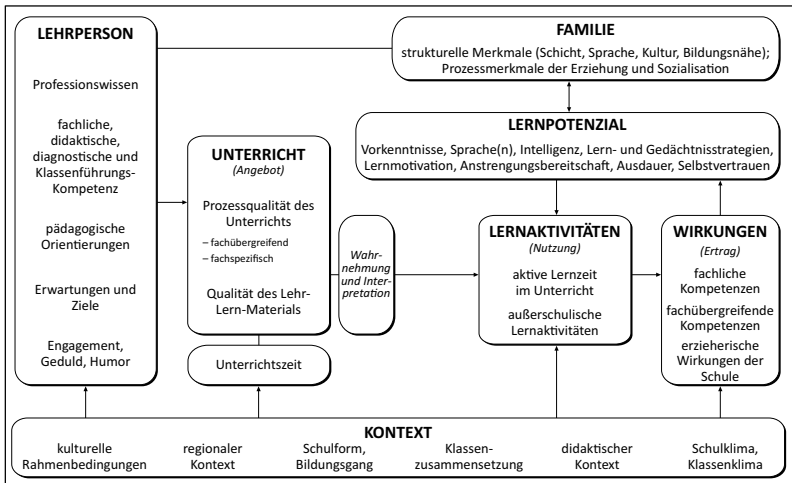 LEHRPERSON
Professionswissen
fachliche,
didaktische,
diagnostische und
Klassenführungs-
Kompetenz
pädagogische
Orientierungen
Erwartungen und
Ziele
Engagement,
Geduld, Humor
FAMILIE
strukturelle Merkmale (Schicht, Sprache, Kultur, Bildungsnähe);
Prozessmerkmale der Erziehung und Sozialisation
LERNPOTENZIAL
Vorkenntnisse, Sprache(n), Intelligenz, Lern- und Gedächtnisstrategien,
Lernmotivation, Anstrengungsbereitschaft, Ausdauer, Selbstvertrauen
UNTERRICHT
(Angebot)
Prozessqualität des
Unterrichts
– fachübergreifend
– fachspezifisch
Qualität des Lehr-
Lern-Materials
Unterrichtszeit
Wahr-
nehmung
und Inter-
pretation
LERNAKTIVITÄTEN
(Nutzung)
aktive Lernzeit
im Unterricht
außerschulische
Lernaktivitäten
WIRKUNGEN
(Ertrag)
fachliche
Kompetenzen
fachübergreifende
Kompetenzen
erzieherische
Wirkungen der
Schule
KONTEXT
kulturelle
Rahmenbedingungen
regionaler
Kontext
Schulform,
Bildungsgang
Klassen-
zusammensetzung
didaktischer
Kontext
Schulklima,
Klassenklima